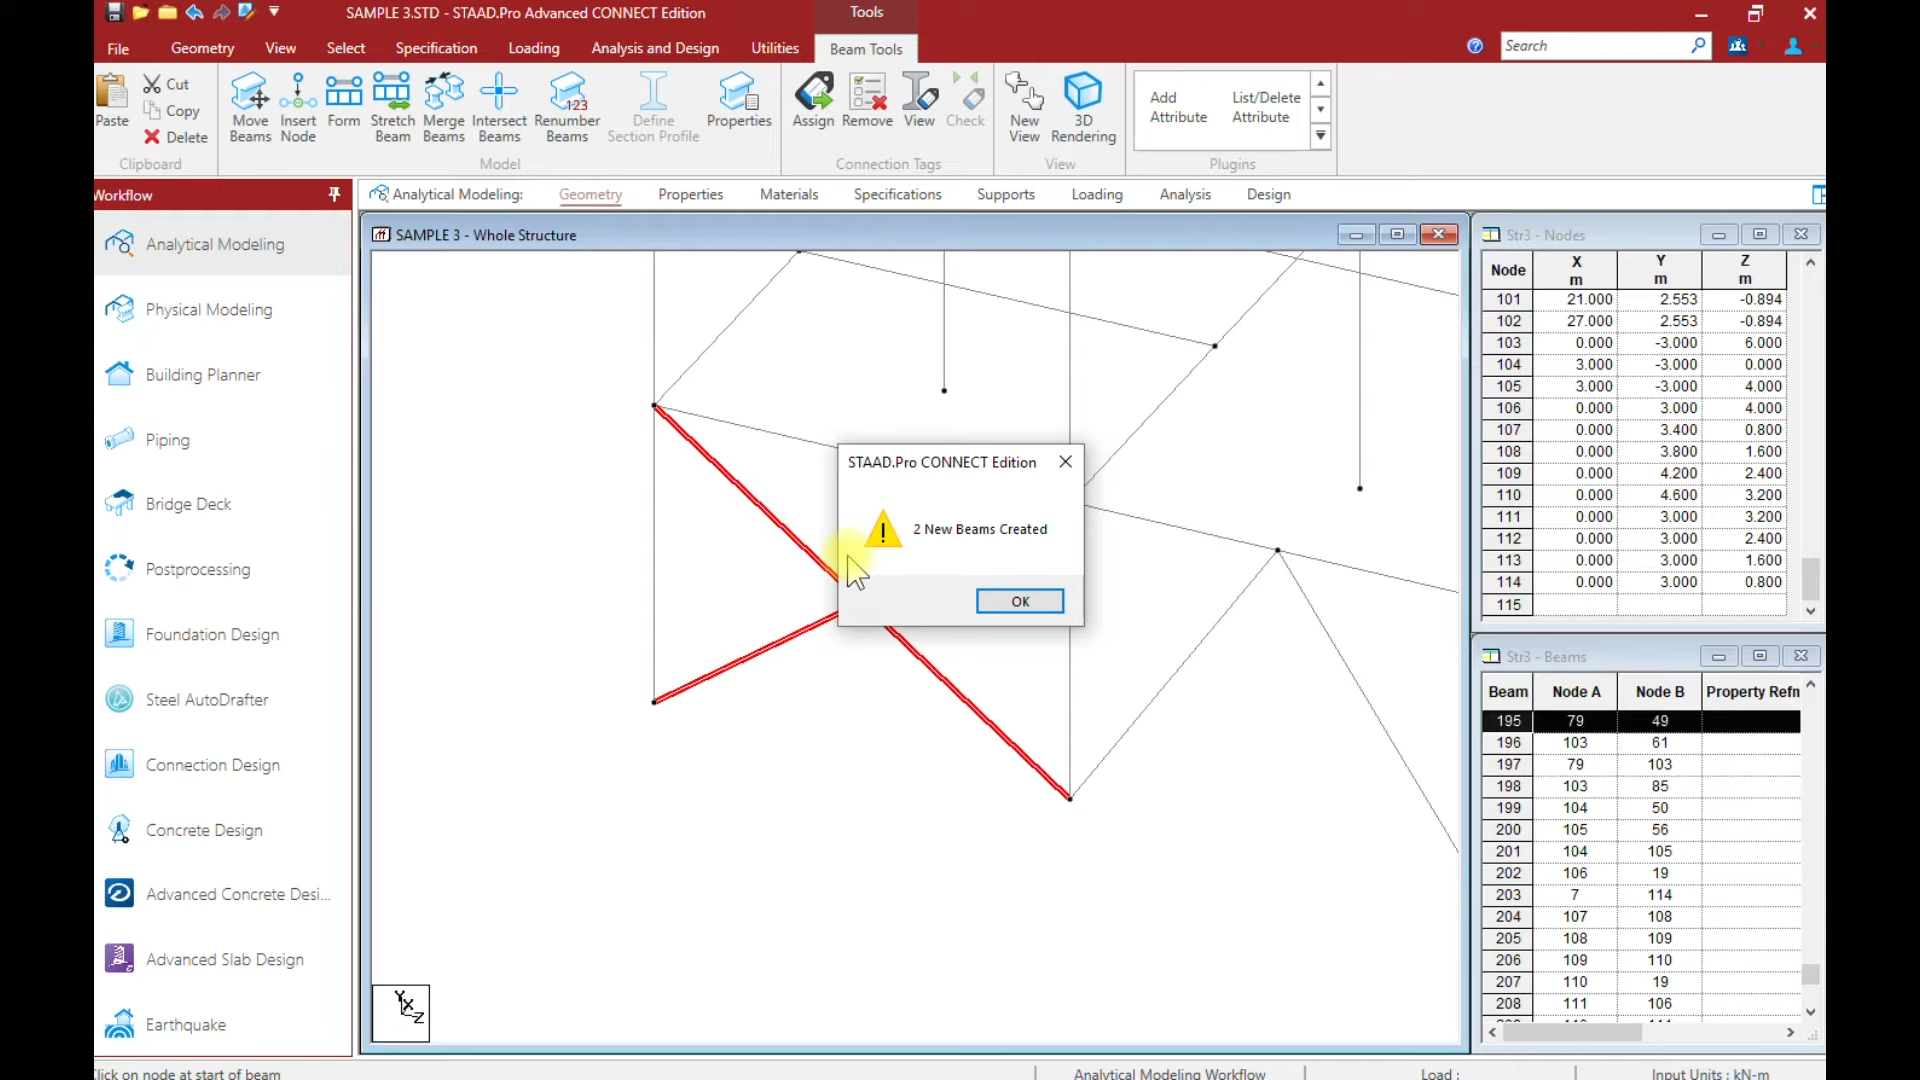 SAMPLE 3.STD - STAAD.Pro Advanced CONNECT Edition
Tools
File Geometry View Select Specification Loading Analysis and Design Utilities Beam Tools
Search
Paste
Cut
Copy
Delete
Clipboard
Move Beams
Insert Node
Form
Stretch Beam
Merge Beams
Intersect Beams
Renumber Beams
Define Section Profile
Properties
Model
Assign
Remove
View
Check
Connection Tags
New View
3D Rendering
View
Add Attribute
List/Delete Attribute
Plugins
Workflow
Analytical Modeling: Geometry Properties Materials Specifications Supports Loading Analysis Design
Analytical Modeling
Physical Modeling
Building Planner
Piping
Bridge Deck
Postprocessing
Foundation Design
Steel AutoDrafter
Connection Design
Concrete Design
Advanced Concrete Desi...
Advanced Slab Design
Earthquake
SAMPLE 3 - Whole Structure
STAAD.Pro CONNECT Edition
2 New Beams Created
OK
Y
X
Z
Str3 - Nodes
Node X m Y m Z m
101 21.000 2.553 -0.894
102 27.000 2.553 -0.894
103 0.000 -3.000 6.000
104 3.000 -3.000 0.000
105 3.000 -3.000 4.000
106 0.000 3.000 4.000
107 0.000 3.400 0.800
108 0.000 3.800 1.600
109 0.000 4.200 2.400
110 0.000 4.600 3.200
111 0.000 3.000 3.200
112 0.000 3.000 2.400
113 0.000 3.000 1.600
114 0.000 3.000 0.800
115
Str3 - Beams
Beam Node A Node B Property Refn
195 79 49
196 103 61
197 79 103
198 103 85
199 104 50
200 105 56
201 104 105
202 106 19
203 7 114
204 107 108
205 108 109
206 109 110
207 110 19
208 111 106
Click on node at start of beam
Analytical Modeling Workflow
Load :
Input Units : kN-m